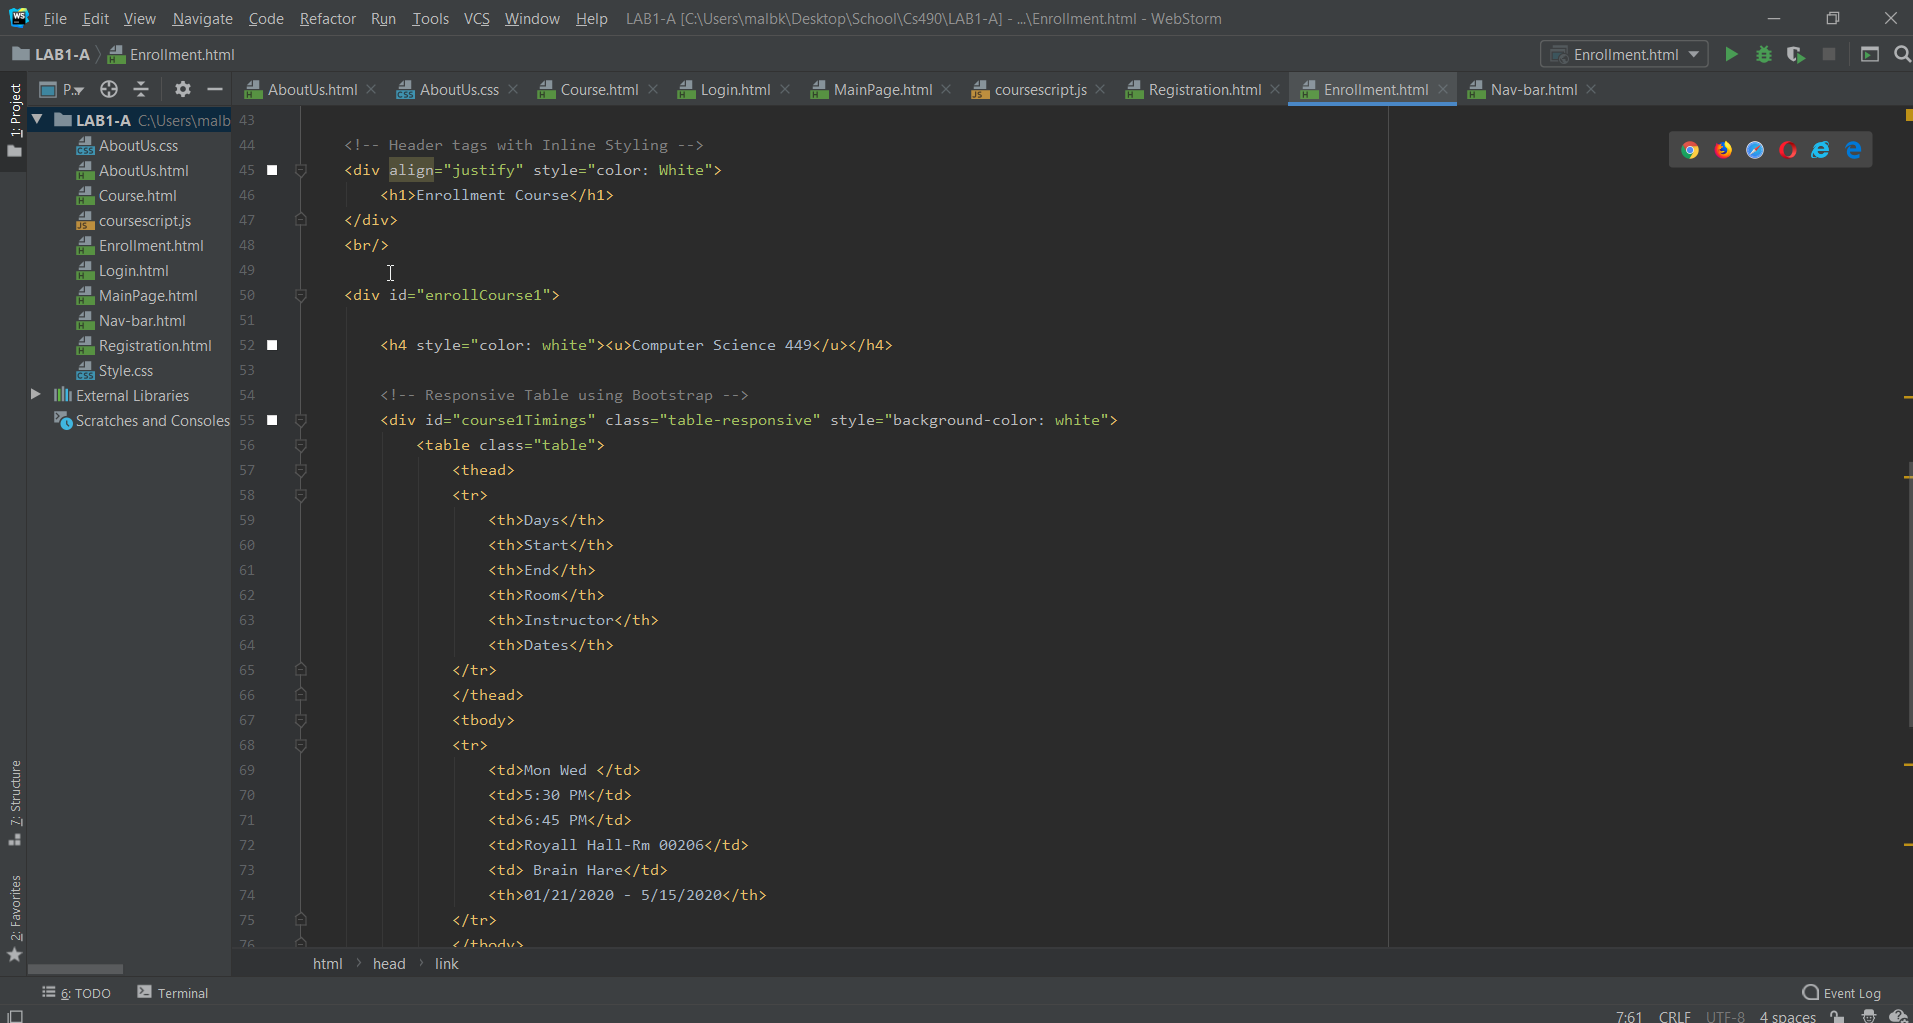 WS File Edit View Navigate Code Refactor Run Tools VCS Window Help LAB1-A [C:\Users\malbk\Desktop\School\Cs490\LAB1-A] - ...\Enrollment.html - WebStorm
LAB1-A Enrollment.html Enrollment.html
P.. AboutUs.html AboutUs.css Course.html Login.html MainPage.html coursescript.js Registration.html Enrollment.html Nav-bar.html
1: Project
7: Structure
2: Favorites
LAB1-A C:\Users\malb
AboutUs.css
AboutUs.html
Course.html
coursescript.js
Enrollment.html
Login.html
MainPage.html
Nav-bar.html
Registration.html
Style.css
External Libraries
Scratches and Consoles
43
44 <!-- Header tags with Inline Styling -->
45 <div align="justify" style="color: White">
46 <h1>Enrollment Course</h1>
47 </div>
48 <br/>
49
50 <div id="enrollCourse1">
51
52 <h4 style="color: white"><u>Computer Science 449</u></h4>
53
54 <!-- Responsive Table using Bootstrap -->
55 <div id="course1Timings" class="table-responsive" style="background-color: white">
56 <table class="table">
57 <thead>
58 <tr>
59 <th>Days</th>
60 <th>Start</th>
61 <th>End</th>
62 <th>Room</th>
63 <th>Instructor</th>
64 <th>Dates</th>
65 </tr>
66 </thead>
67 <tbody>
68 <tr>
69 <td>Mon Wed </td>
70 <td>5:30 PM</td>
71 <td>6:45 PM</td>
72 <td>Royall Hall-Rm 00206</td>
73 <td> Brain Hare</td>
74 <th>01/21/2020 - 5/15/2020</th>
75 </tr>
76 </tbody>
html head link
6: TODO Terminal Event Log
7:61 CRLF UTF-8 4 spaces